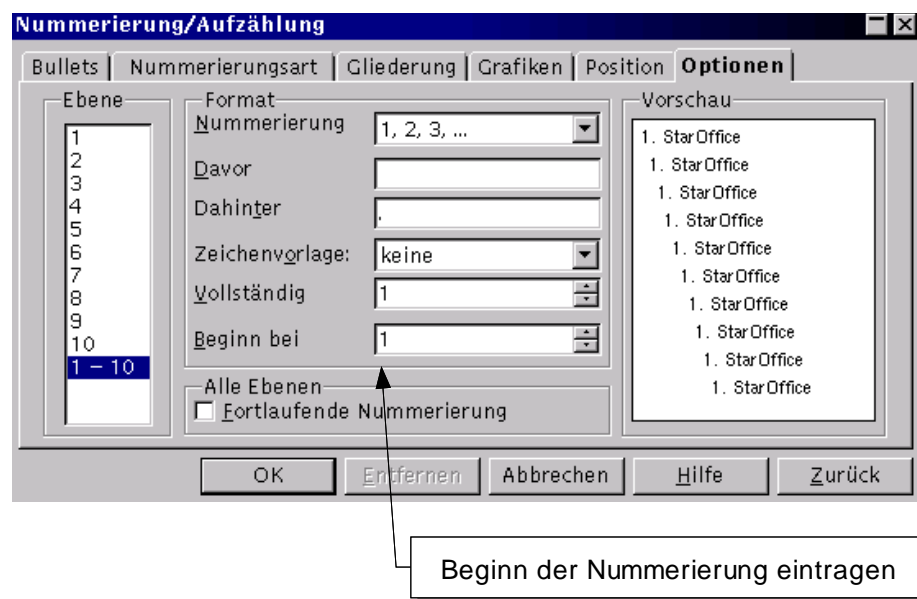 Nummerierung/Aufzählung
Bullets Nummerierungsart Gliederung Grafiken Position Optionen
Ebene
1
2
3
4
5
6
7
8
9
10
1 – 10
Format
Nummerierung 1, 2, 3, ...
Davor
Dahinter .
Zeichenvorlage: keine
Vollständig 1
Beginn bei 1
Alle Ebenen
Fortlaufende Nummerierung
Vorschau
1. StarOffice
1. StarOffice
1. StarOffice
1. StarOffice
1. StarOffice
1. StarOffice
1. StarOffice
1. StarOffice
1. StarOffice
1. StarOffice
OK Entfernen Abbrechen Hilfe Zurück
Beginn der Nummerierung eintragen